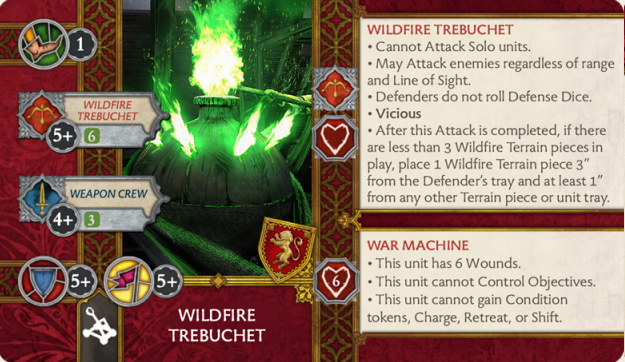 1
WILDFIRE
TREBUCHET
5+ 6
WEAPON CREW
4+ 3
5+ 5+
WILDFIRE
TREBUCHET
WILDFIRE TREBUCHET
• Cannot Attack Solo units.
• May Attack enemies regardless of range
and Line of Sight.
• Defenders do not roll Defense Dice.
• Vicious
• After this Attack is completed, if there
are less than 3 Wildfire Terrain pieces in
play, place 1 Wildfire Terrain piece 3”
from the Defender’s tray and at least 1”
from any other Terrain piece or unit tray.
6
WAR MACHINE
• This unit has 6 Wounds.
• This unit cannot Control Objectives.
• This unit cannot gain Condition
tokens, Charge, Retreat, or Shift.